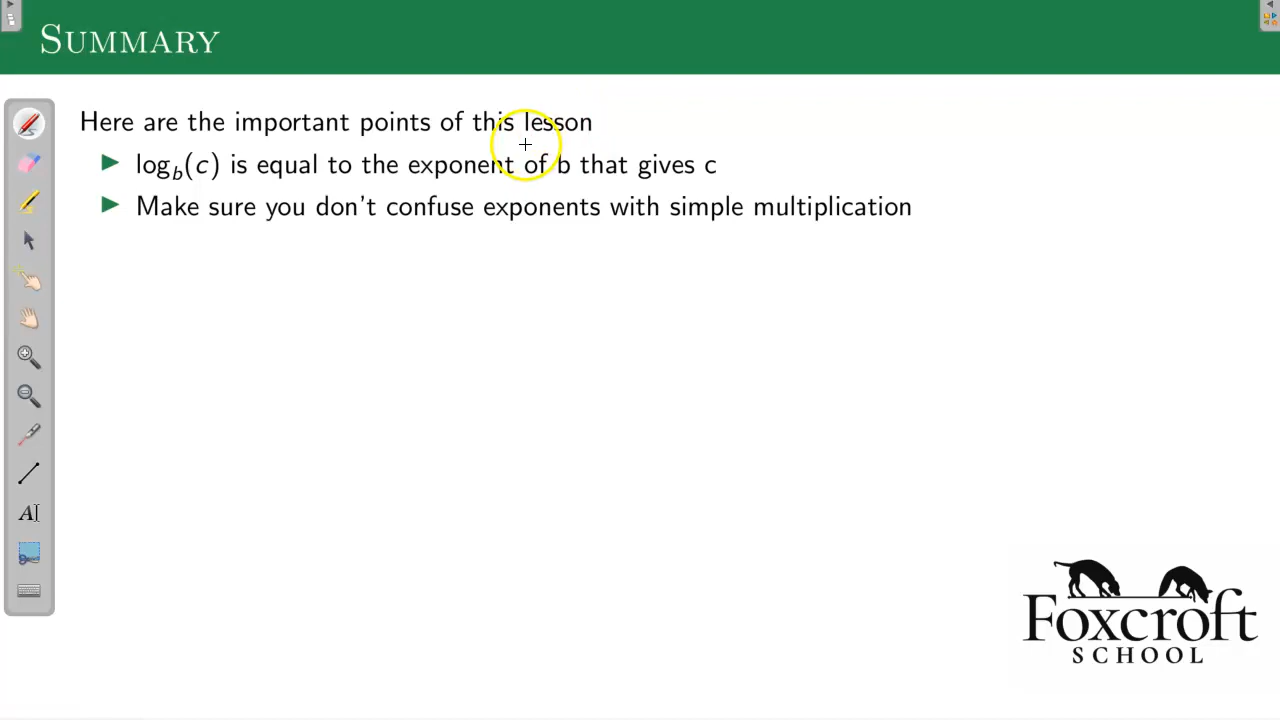 Summary
Here are the important points of this lesson
▶ log_b(c) is equal to the exponent of b that gives c
▶ Make sure you don't confuse exponents with simple multiplication
A
Foxcroft
SCHOOL